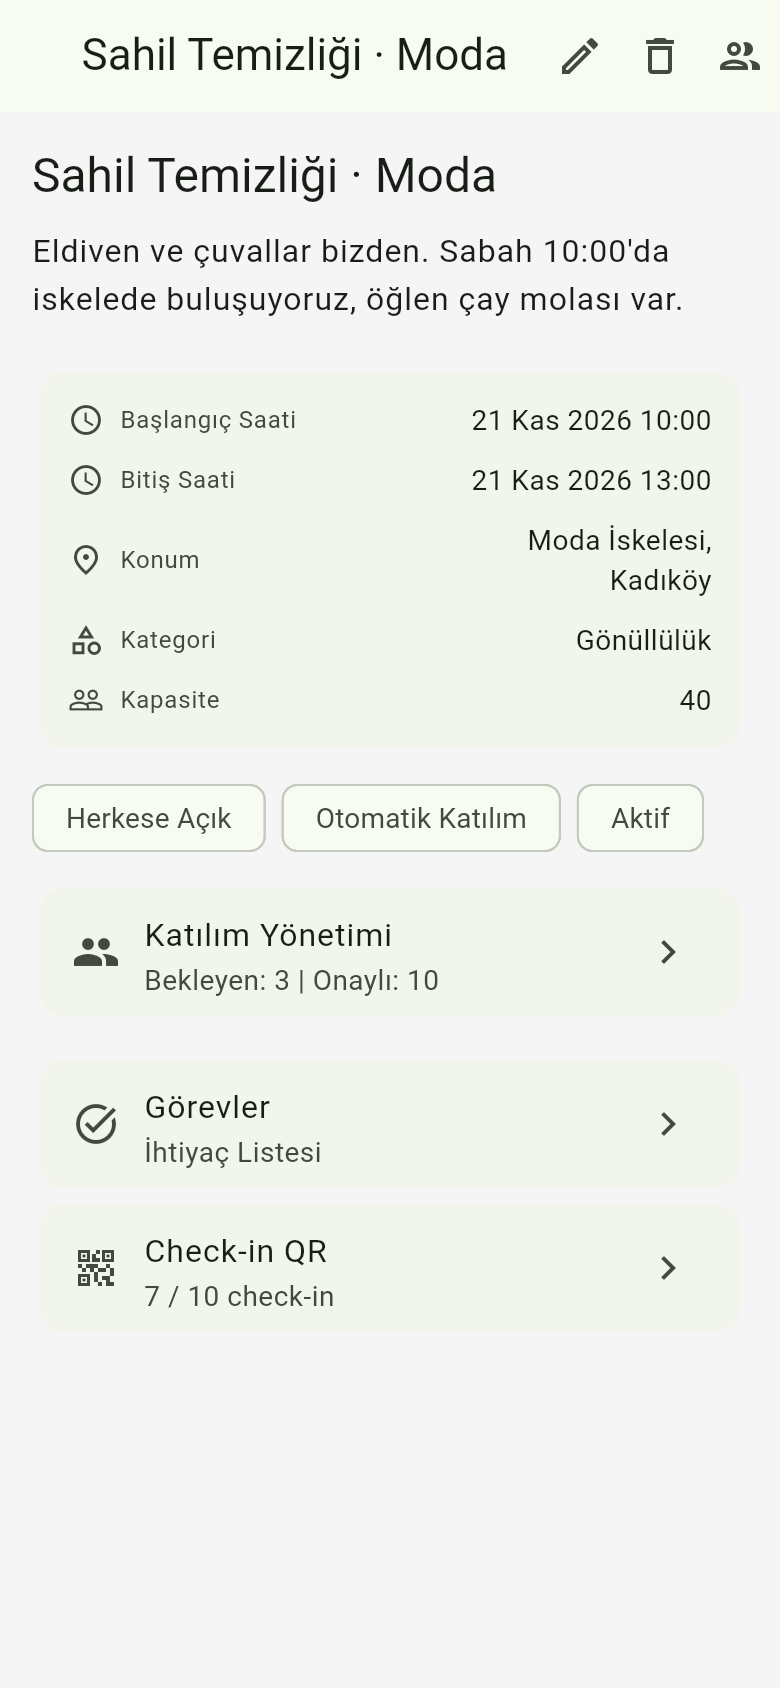 Sahil Temizliği · Moda
Sahil Temizliği · Moda
Eldiven ve çuvallar bizden. Sabah 10:00'da
iskelede buluşuyoruz, öğlen çay molası var.
Başlangıç Saati 21 Kas 2026 10:00
Bitiş Saati 21 Kas 2026 13:00
Konum Moda İskelesi,
Kadıköy
Kategori Gönüllülük
Kapasite 40
Herkese Açık Otomatik Katılım Aktif
Katılım Yönetimi
Bekleyen: 3 | Onaylı: 10
Görevler
İhtiyaç Listesi
Check-in QR
7 / 10 check-in